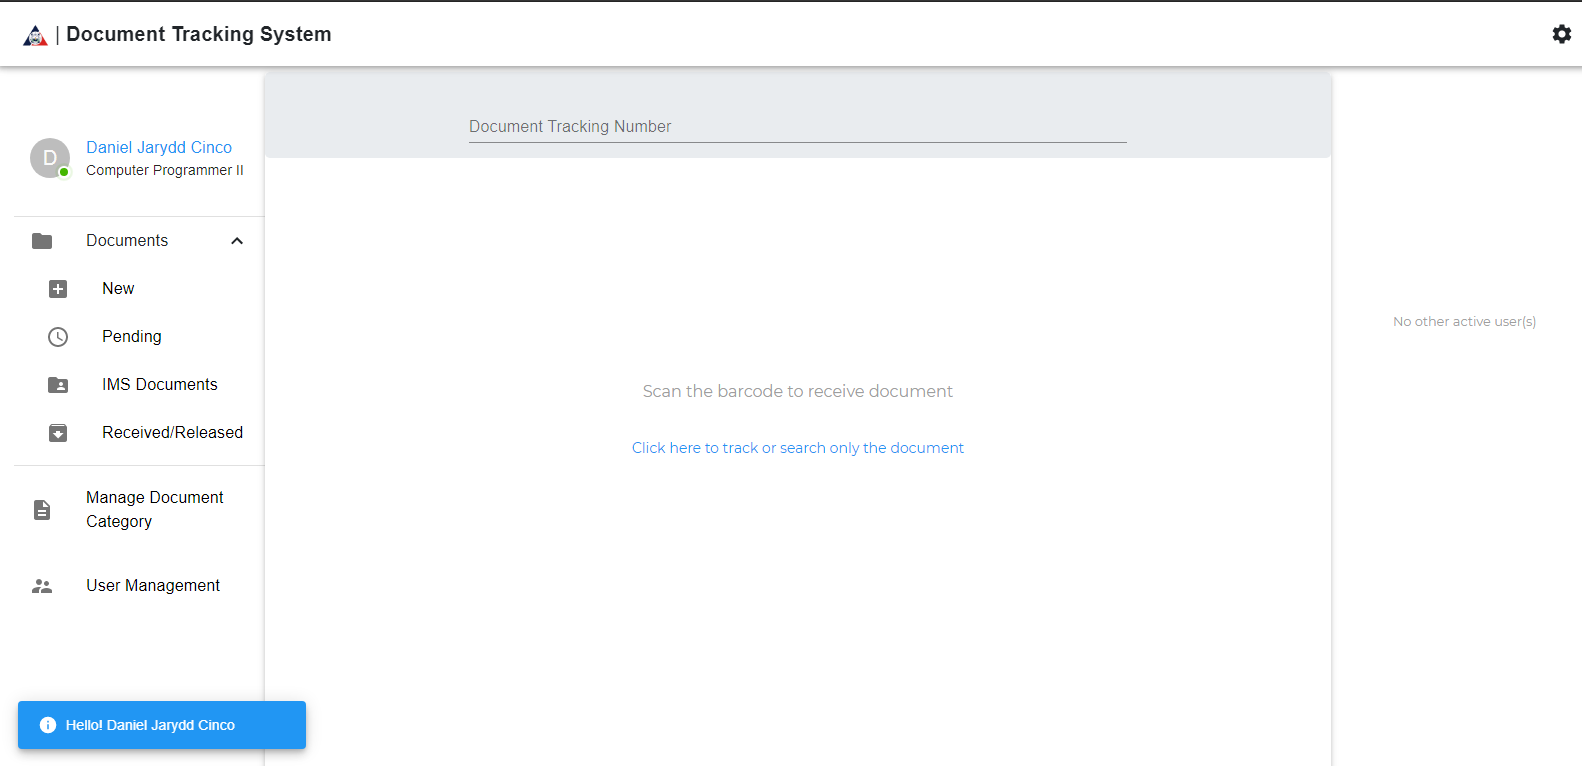 | Document Tracking System
D
Daniel Jarydd Cinco
Computer Programmer II
Documents
New
Pending
IMS Documents
Received/Released
Manage Document
Category
User Management
Hello! Daniel Jarydd Cinco
Document Tracking Number
Scan the barcode to receive document
Click here to track or search only the document
No other active user(s)